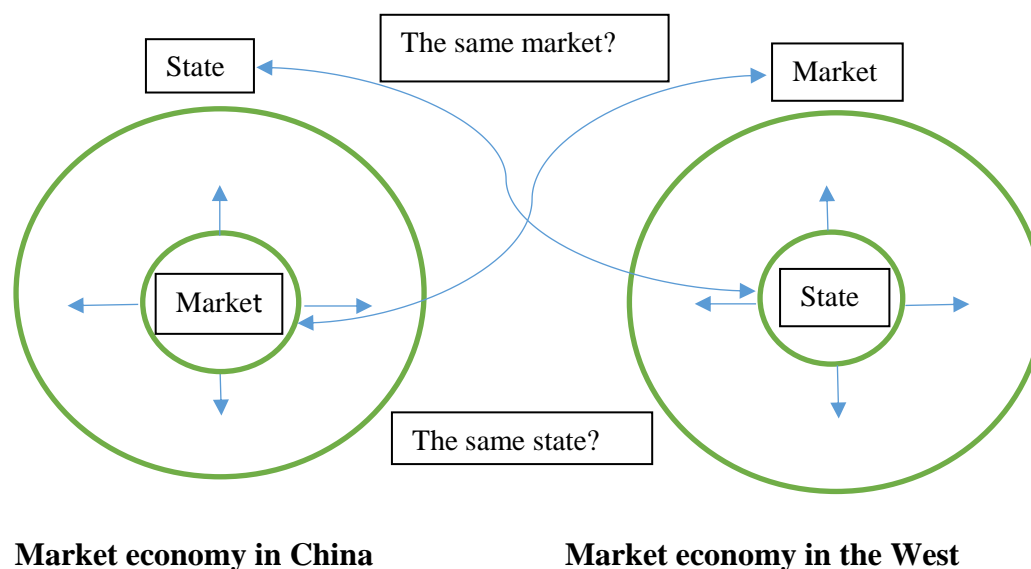 The same market?
State
Market
Market
State
The same state?
Market economy in China
Market economy in the West